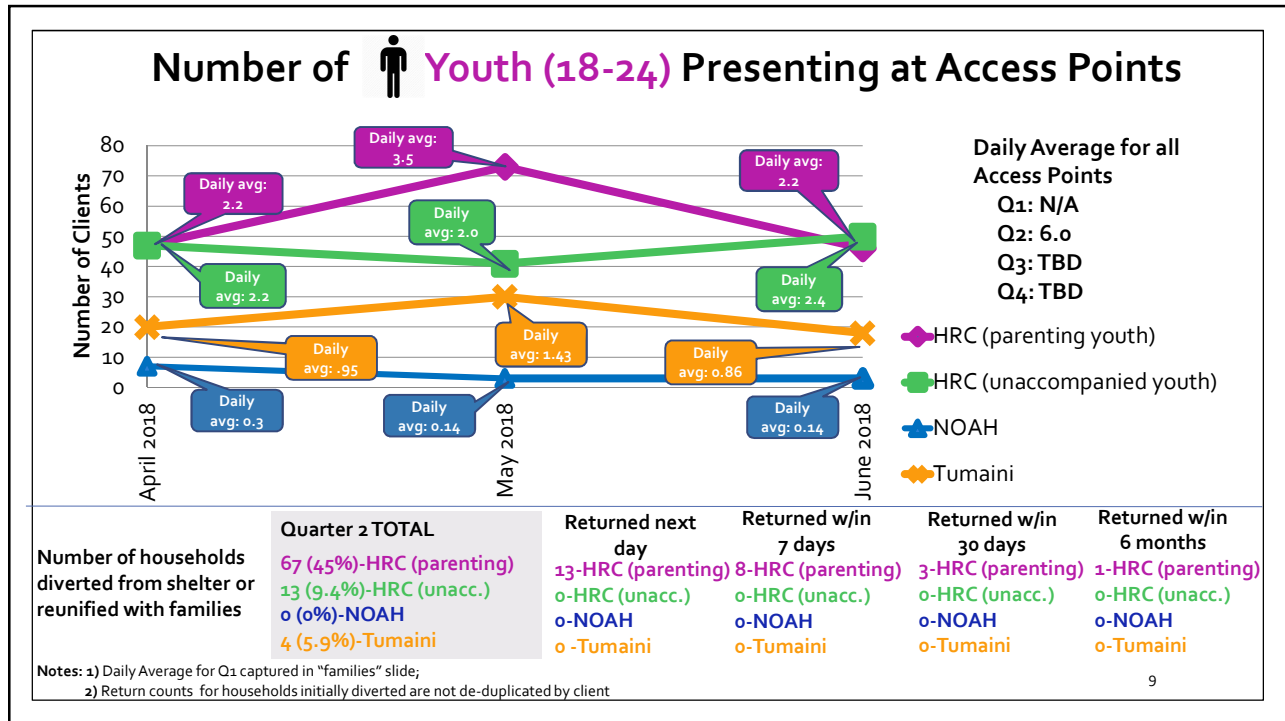 Number of Youth (18-24) Presenting at Access Points
Number of Clients
80
70
60
50
40
30
20
10
0
April 2018
May 2018
June 2018
Daily avg:
2.2
Daily avg:
3.5
Daily avg:
2.2
Daily
avg: 2.2
Daily
avg: 2.0
Daily
avg: 2.4
Daily
avg: .95
Daily
avg: 1.43
Daily
avg: 0.86
Daily
avg: 0.3
Daily
avg: 0.14
Daily
avg: 0.14
Daily Average for all
Access Points
Q1: N/A
Q2: 6.0
Q3: TBD
Q4: TBD
HRC (parenting youth)
HRC (unaccompanied youth)
NOAH
Tumaini
Number of households
diverted from shelter or
reunified with families
Quarter 2 TOTAL
67 (45%)-HRC (parenting)
13 (9.4%)-HRC (unacc.)
0 (0%)-NOAH
4 (5.9%)-Tumaini
Returned next
day
13-HRC (parenting)
0-HRC (unacc.)
0-NOAH
0 -Tumaini
Returned w/in
7 days
8-HRC (parenting)
0-HRC (unacc.)
0-NOAH
0-Tumaini
Returned w/in
30 days
3-HRC (parenting)
0-HRC (unacc.)
0-NOAH
0-Tumaini
Returned w/in
6 months
1-HRC (parenting)
0-HRC (unacc.)
0-NOAH
0-Tumaini
Notes: 1) Daily Average for Q1 captured in “families” slide;
2) Return counts for households initially diverted are not de-duplicated by client
9